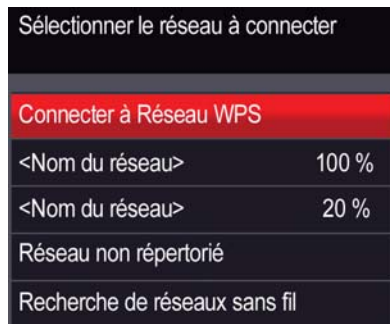 Sélectionner le réseau à connecter
Connecter à Réseau WPS
<Nom du réseau> 100 %
<Nom du réseau> 20 %
Réseau non répertorié
Recherche de réseaux sans fil